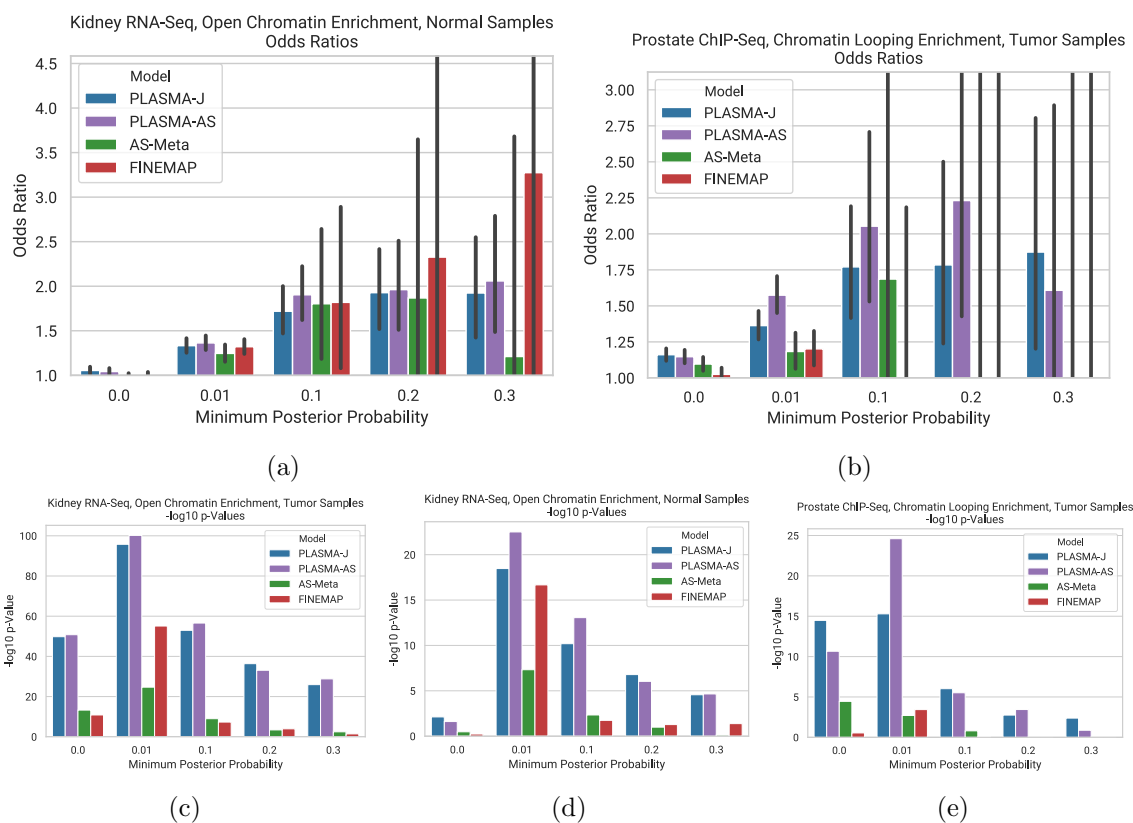 Kidney RNA-Seq, Open Chromatin Enrichment, Normal Samples
Odds Ratios
4.5
4.0
3.5
3.0
2.5
2.0
1.5
1.0
Odds Ratio
Model
PLASMA-J
PLASMA-AS
AS-Meta
FINEMAP
0.0 0.01 0.1 0.2 0.3
Minimum Posterior Probability
(a)
Prostate ChIP-Seq, Chromatin Looping Enrichment, Tumor Samples
Odds Ratios
3.00
2.75
2.50
2.25
2.00
1.75
1.50
1.25
1.00
Odds Ratio
Model
PLASMA-J
PLASMA-AS
AS-Meta
FINEMAP
0.0 0.01 0.1 0.2 0.3
Minimum Posterior Probability
(b)
Kidney RNA-Seq, Open Chromatin Enrichment, Tumor Samples
-log10 p-Values
100
80
60
40
20
0
-log10 p-Value
Model
PLASMA-J
PLASMA-AS
AS-Meta
FINEMAP
0.0 0.01 0.1 0.2 0.3
Minimum Posterior Probability
(c)
Kidney RNA-Seq, Open Chromatin Enrichment, Normal Samples
-log10 p-Values
20
15
10
5
0
-log10 p-Value
Model
PLASMA-J
PLASMA-AS
AS-Meta
FINEMAP
0.0 0.01 0.1 0.2 0.3
Minimum Posterior Probability
(d)
Prostate ChIP-Seq, Chromatin Looping Enrichment, Tumor Samples
-log10 p-Values
25
20
15
10
5
0
-log10 p-Value
Model
PLASMA-J
PLASMA-AS
AS-Meta
FINEMAP
0.0 0.01 0.1 0.2 0.3
Minimum Posterior Probability
(e)